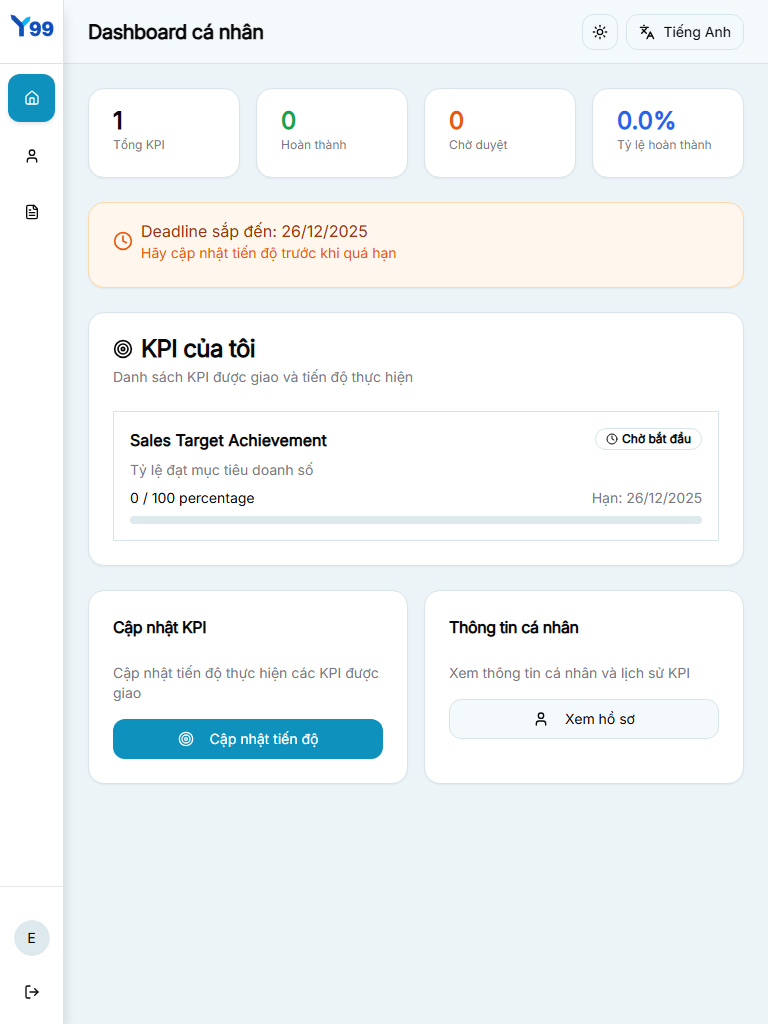 Y99
Dashboard cá nhân
Tiếng Anh
1
Tổng KPI
0
Hoàn thành
0
Chờ duyệt
0.0%
Tỷ lệ hoàn thành
Deadline sắp đến: 26/12/2025
Hãy cập nhật tiến độ trước khi quá hạn
KPI của tôi
Danh sách KPI được giao và tiến độ thực hiện
Sales Target Achievement
Chờ bắt đầu
Tỷ lệ đạt mục tiêu doanh số
0 / 100 percentage
Hạn: 26/12/2025
Cập nhật KPI
Cập nhật tiến độ thực hiện các KPI được
giao
Cập nhật tiến độ
Thông tin cá nhân
Xem thông tin cá nhân và lịch sử KPI
Xem hồ sơ
E